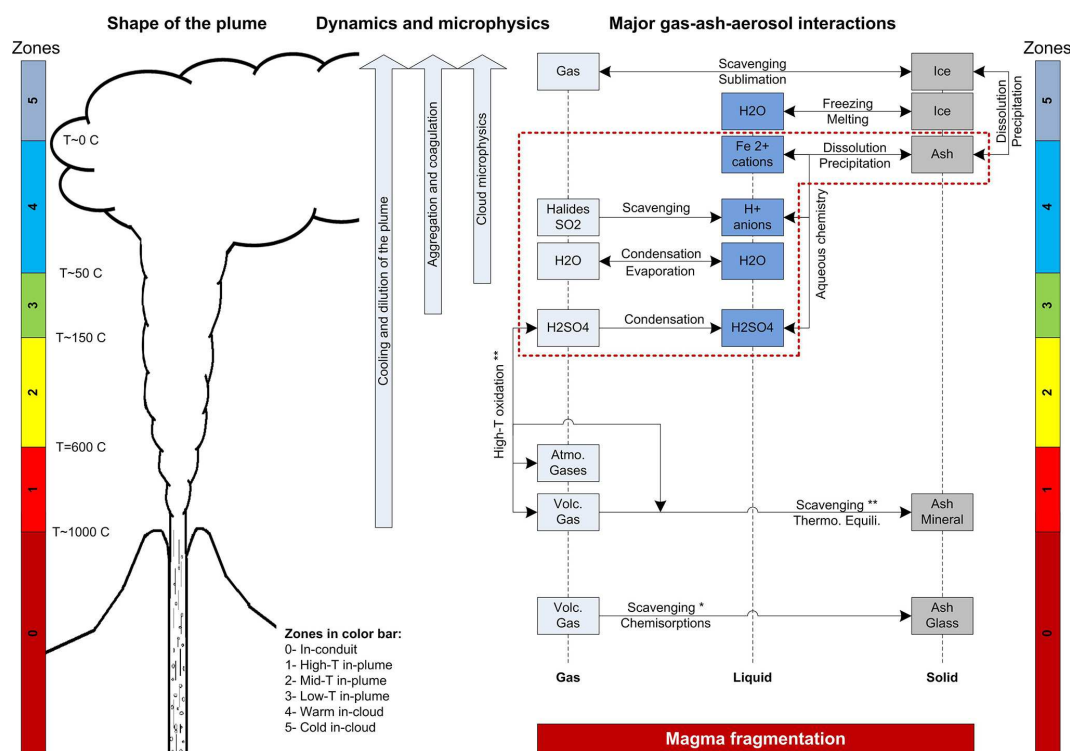 Shape of the plume
Dynamics and microphysics
Major gas-ash-aerosol interactions
Zones
5
4
3
2
1
0
T~0 C
T~50 C
T~150 C
T=600 C
T~1000 C
Zones in color bar:
0- In-conduit
1- High-T in-plume
2- Mid-T in-plume
3- Low-T in-plume
4- Warm in-cloud
5- Cold in-cloud
Cooling and dilution of the plume
Aggregation and coagulation
Cloud microphysics
Gas
Scavenging
Sublimation
Ice
H2O
Freezing
Melting
Ice
Dissolution
Precipitation
Fe 2+
cations
Dissolution
Precipitation
Ash
Halides
SO2
Scavenging
H+
anions
H2O
Condensation
Evaporation
H2O
Aqueous chemistry
H2SO4
Condensation
H2SO4
High-T oxidation **
Atmo.
Gases
Volc.
Gas
Scavenging **
Thermo. Equili.
Ash
Mineral
Volc.
Gas
Scavenging *
Chemisorptions
Ash
Glass
Gas
Liquid
Solid
Magma fragmentation
Zones
5
4
3
2
1
0